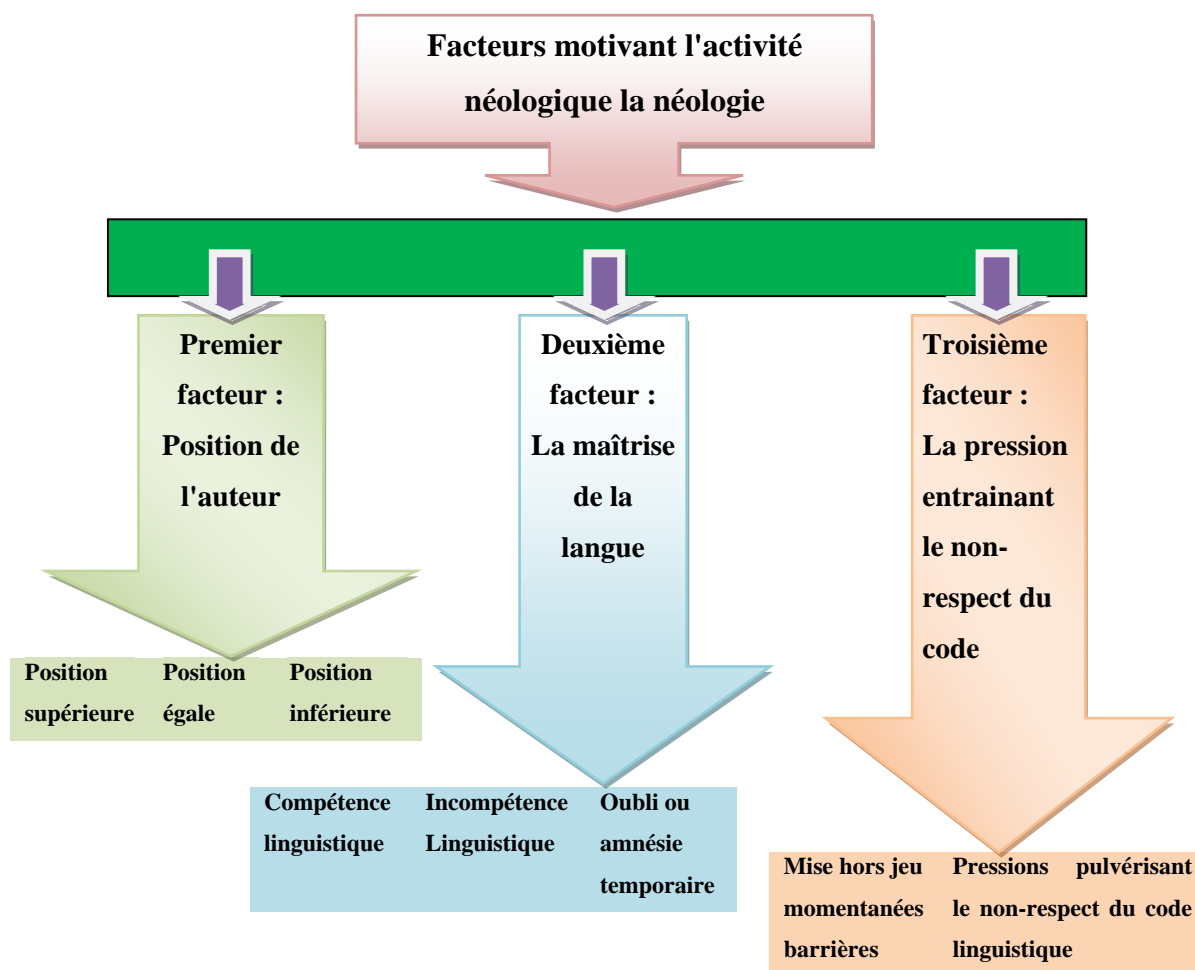 Facteurs motivant l'activité
néologique la néologie
Premier
facteur :
Position de
l'auteur
Deuxième
facteur :
La maîtrise
de la
langue
Troisième
facteur :
La pression
entrainant
le non-
respect du
code
Position
supérieure
Position
égale
Position
inférieure
Compétence
linguistique
Incompétence
Linguistique
Oubli ou
amnésie
temporaire
Mise hors jeu
momentanées
barrières
Pressions pulvérisant
le non-respect du code
linguistique